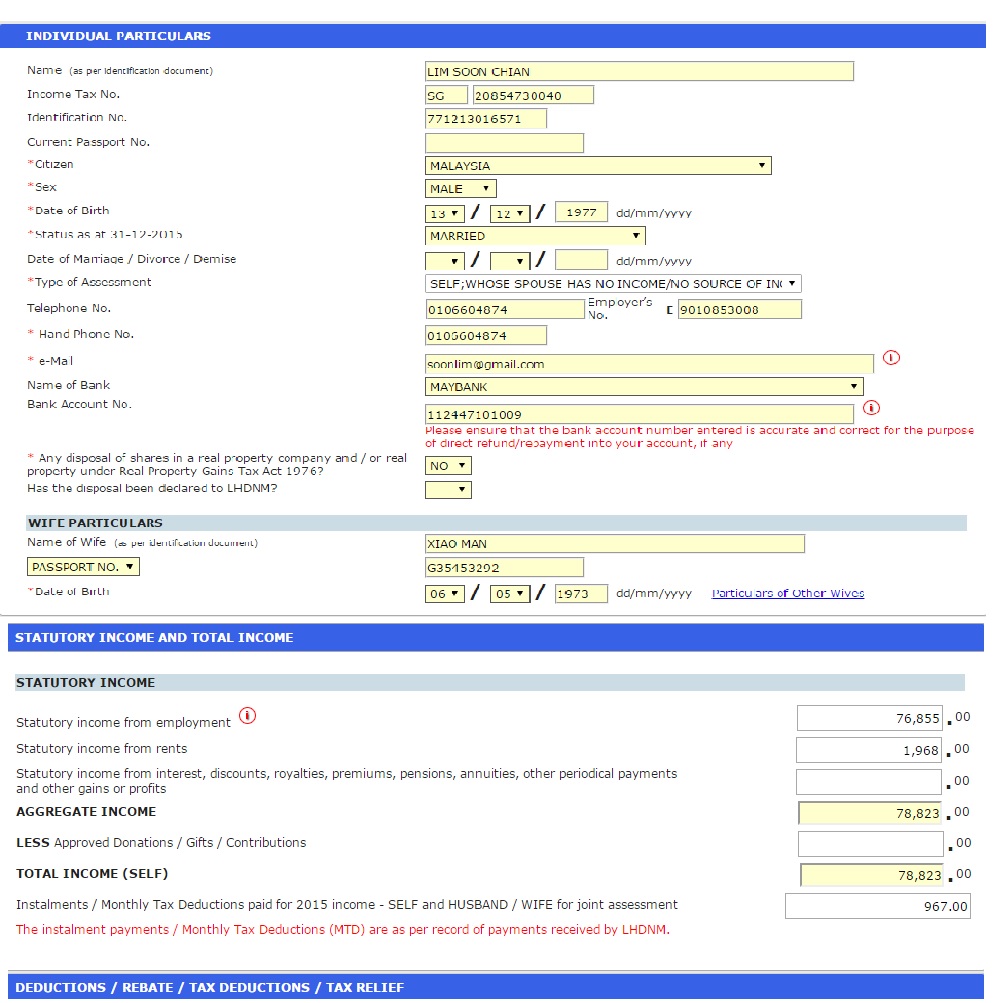 INDIVIDUAL PARTICULARS
Name (as per identification document) LIM SOON CHIAN
Income Tax No. SG 20854730040
Identification No. 771213016571
Current Passport No.
*Citizen MALAYSIA
*Sex MALE
*Date of Birth 13 / 12 / 1977 dd/mm/yyyy
*Status as at 31-12-2015 MARRIED
Date of Marriage / Divorce / Demise / / dd/mm/yyyy
*Type of Assessment SELF;WHOSE SPOUSE HAS NO INCOME/NO SOURCE OF IN
Telephone No. 0106604874 Employer's No. E 9010853008
* Hand Phone No. 0106604874
* e-Mail soonlim@gmail.com
Name of Bank MAYBANK
Bank Account No. 112447101009
Please ensure that the bank account number entered is accurate and correct for the purpose
of direct refund/repayment into your account, if any
* Any disposal of shares in a real property company and / or real
property under Real Property Gains Tax Act 1976? NO
Has the disposal been declared to LHDNM?
WIFE PARTICULARS
Name of Wife (as per identification document) XIAO MAN
PASSPORT NO. G35453292
*Date of Birth 06 / 05 / 1973 dd/mm/yyyy Particulars of Other Wives
STATUTORY INCOME AND TOTAL INCOME
STATUTORY INCOME
Statutory income from employment 76,855 .00
Statutory income from rents 1,968 .00
Statutory income from interest, discounts, royalties, premiums, pensions, annuities, other periodical payments
and other gains or profits .00
AGGREGATE INCOME 78,823 .00
LESS Approved Donations / Gifts / Contributions .00
TOTAL INCOME (SELF) 78,823 .00
Instalments / Monthly Tax Deductions paid for 2015 income - SELF and HUSBAND / WIFE for joint assessment 967.00
The instalment payments / Monthly Tax Deductions (MTD) are as per record of payments received by LHDNM.
DEDUCTIONS / REBATE / TAX DEDUCTIONS / TAX RELIEF